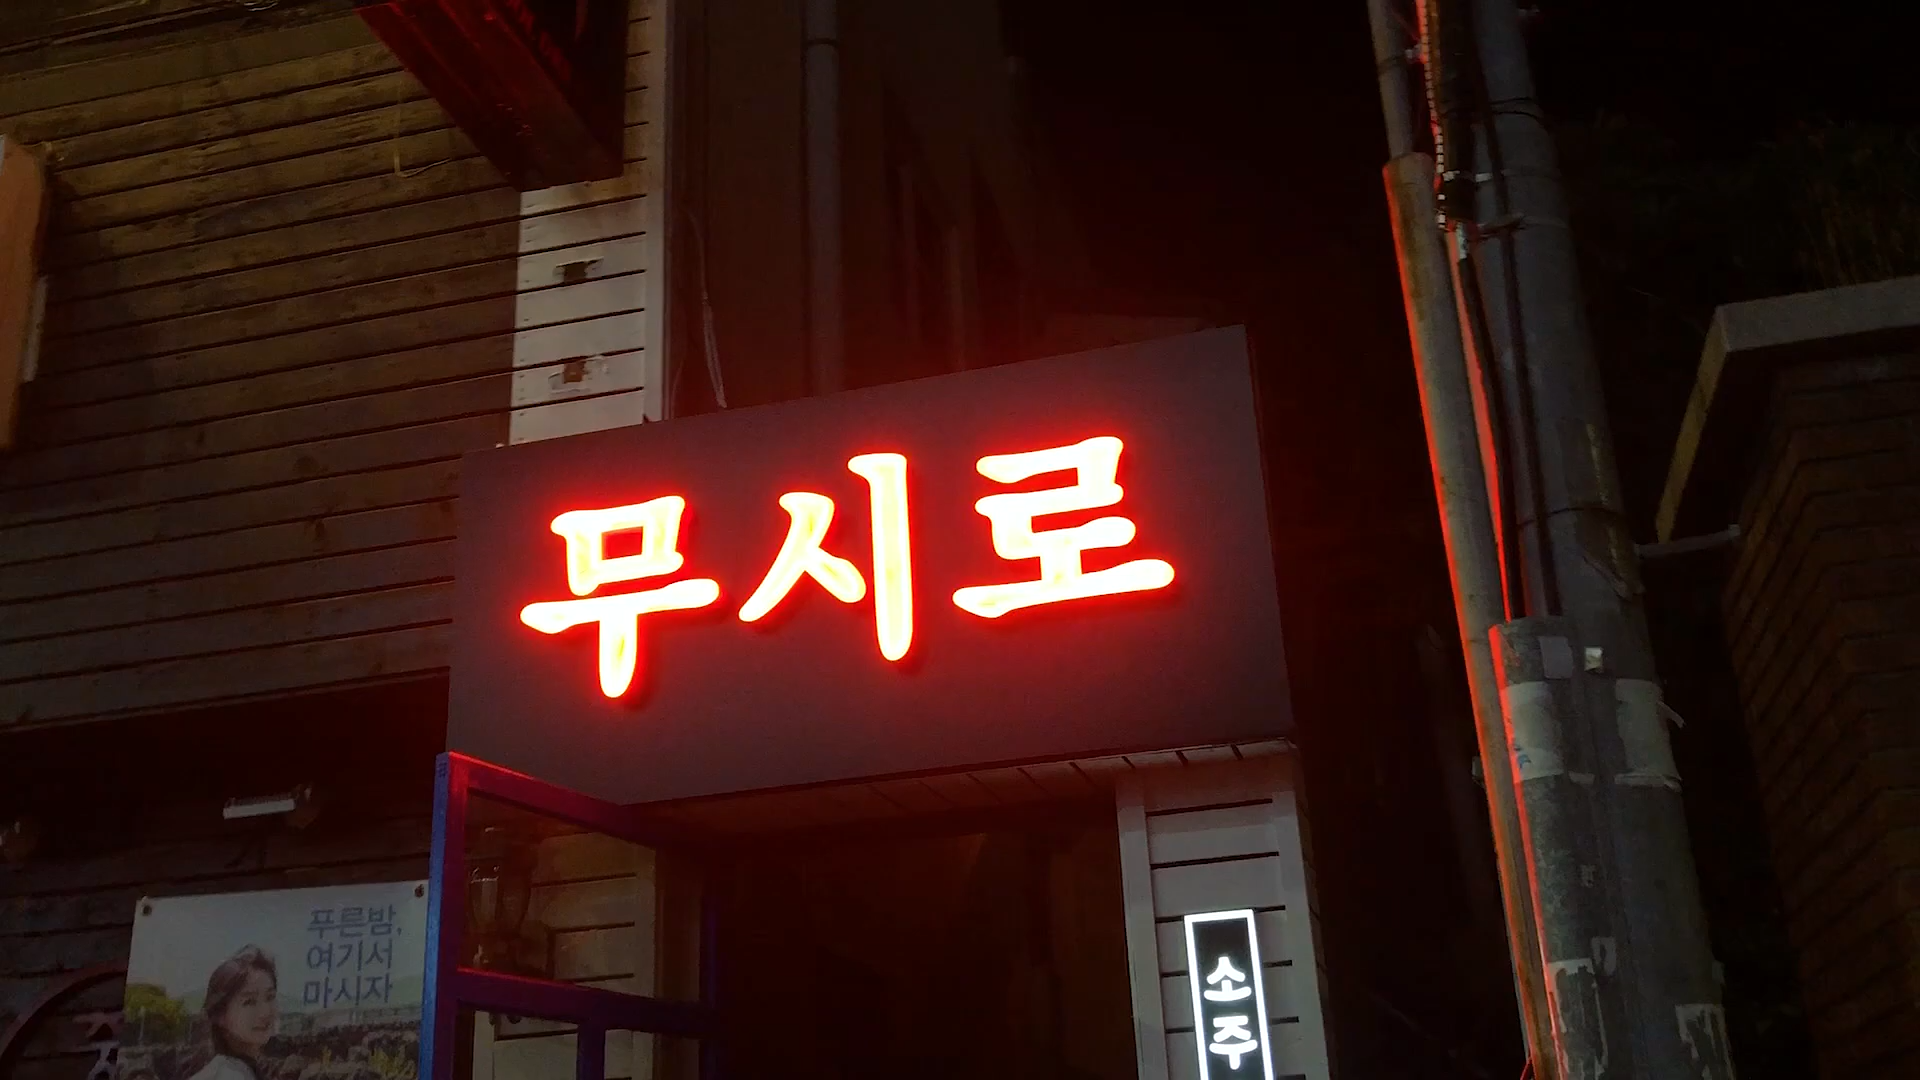 무시로
푸른밤,
여기서
마시자
소주